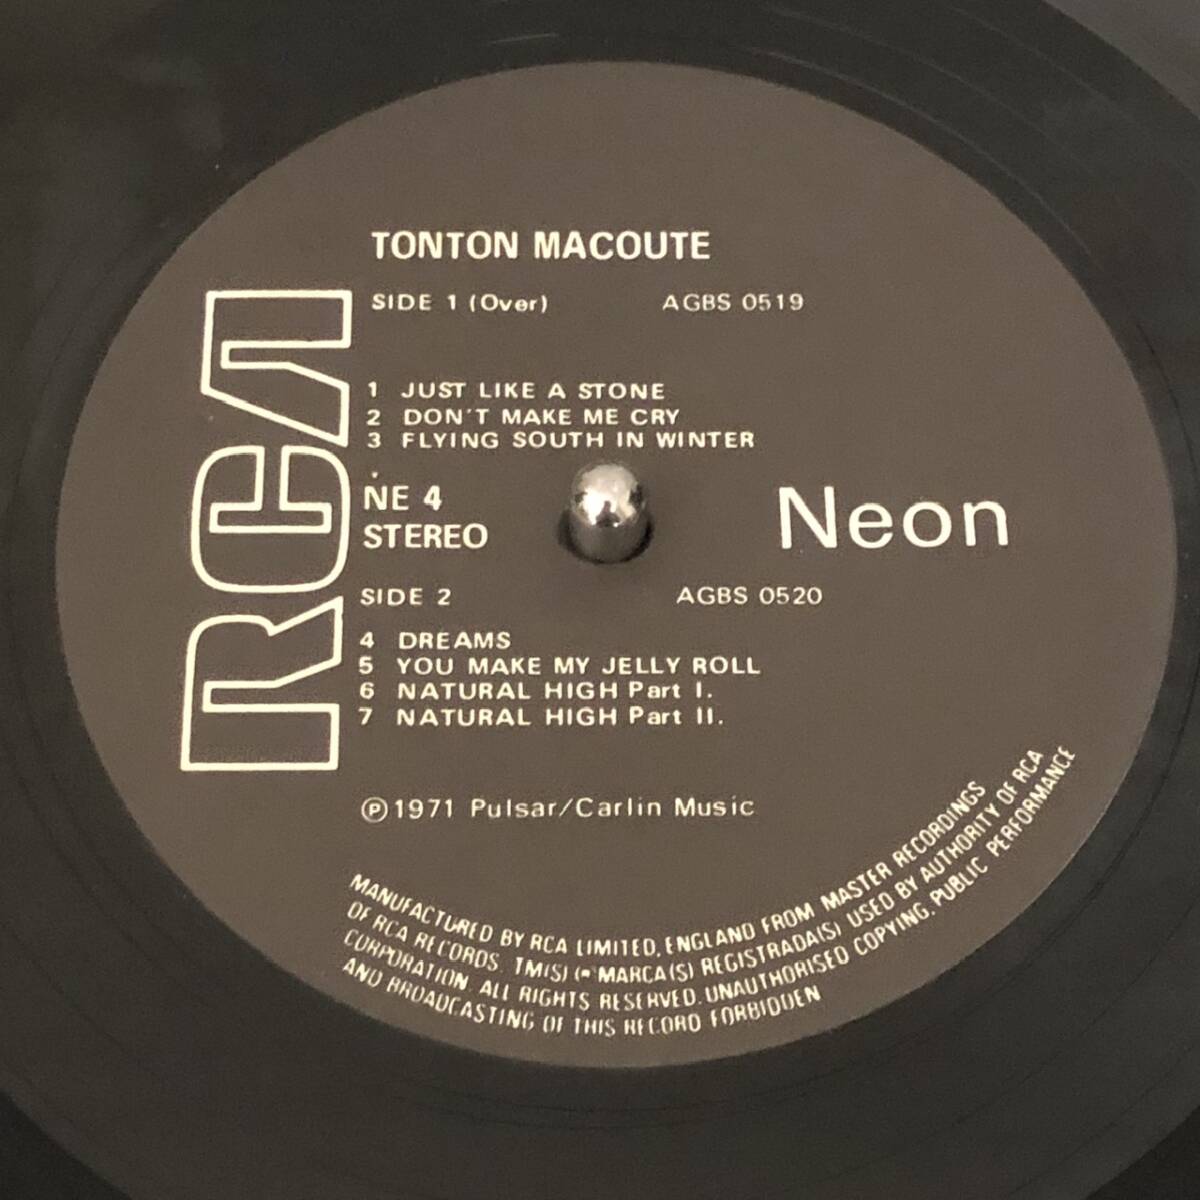 TONTON MACOUTE
SIDE 1 (Over) AGBS 0519
1 JUST LIKE A STONE
2 DON'T MAKE ME CRY
3 FLYING SOUTH IN WINTER
NE 4
STEREO
Neon
RCA
SIDE 2 AGBS 0520
4 DREAMS
5 YOU MAKE MY JELLY ROLL
6 NATURAL HIGH Part I.
7 NATURAL HIGH Part II.
℗1971 Pulsar/Carlin Music
MANUFACTURED BY RCA LIMITED, ENGLAND FROM MASTER RECORDINGS
OF RCA RECORDS. TM(S) (® MARCA(S) REGISTRADA(S) USED BY AUTHORITY OF RCA
CORPORATION. ALL RIGHTS RESERVED. UNAUTHORISED COPYING, PUBLIC PERFORMANCE
AND BROADCASTING OF THIS RECORD FORBIDDEN